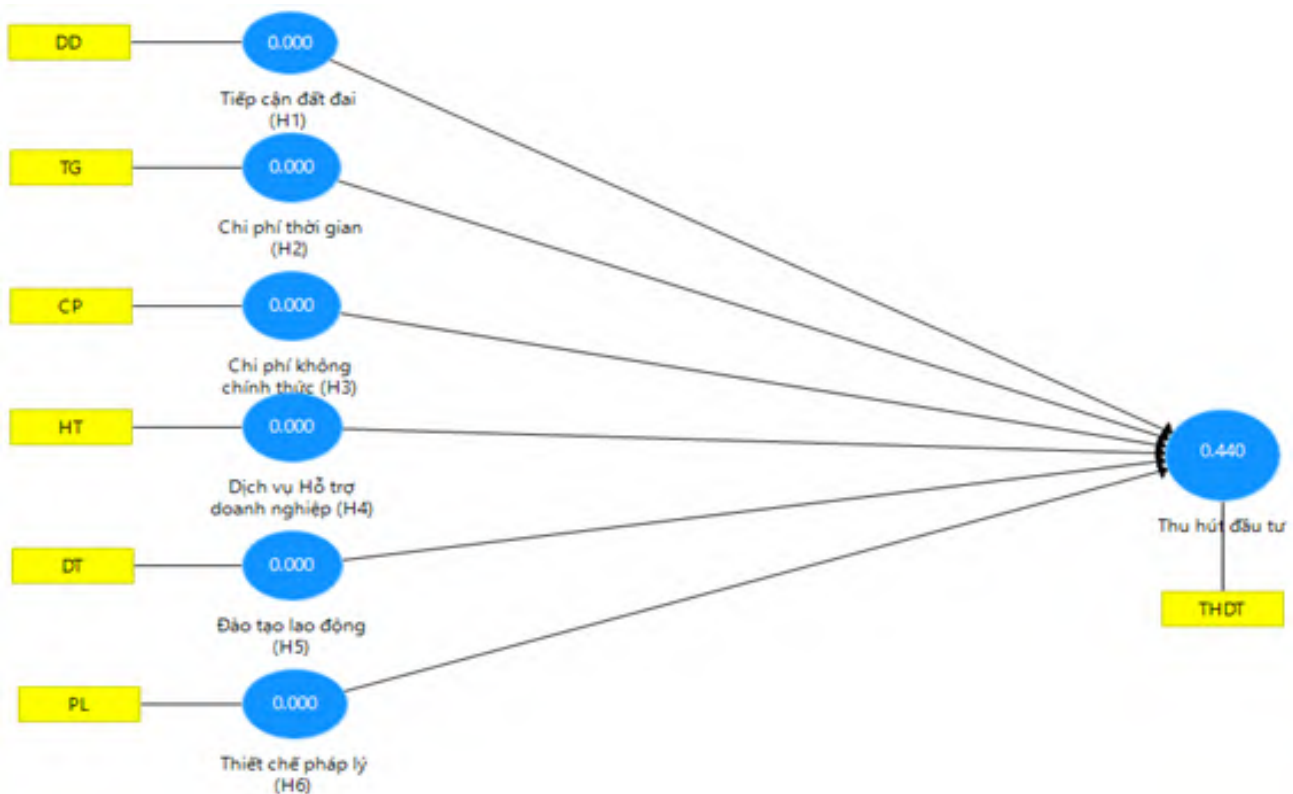 DD
0.000
Tiếp cận đất đai
(H1)
TG
0.000
Chi phí thời gian
(H2)
CP
0.000
Chi phí không
chính thức (H3)
HT
0.000
Dịch vụ Hỗ trợ
doanh nghiệp (H4)
DT
0.000
Đào tạo lao động
(H5)
PL
0.000
Thiết chế pháp lý
(H6)
0.440
Thu hút đầu tư
THDT